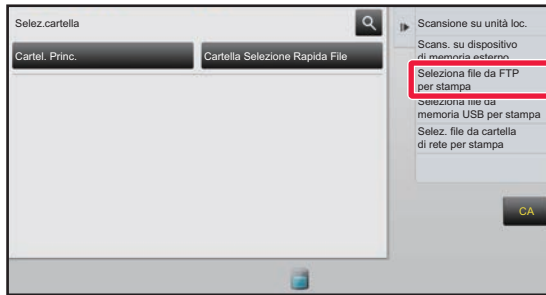 Selez.cartella
Cartel. Princ.
Cartella Selezione Rapida File
Scansione su unità loc.
Scans. su dispositivo
di memoria esterno
Seleziona file da FTP
per stampa
Seleziona file da
memoria USB per stampa
Selez. file da cartella
di rete per stampa
CA